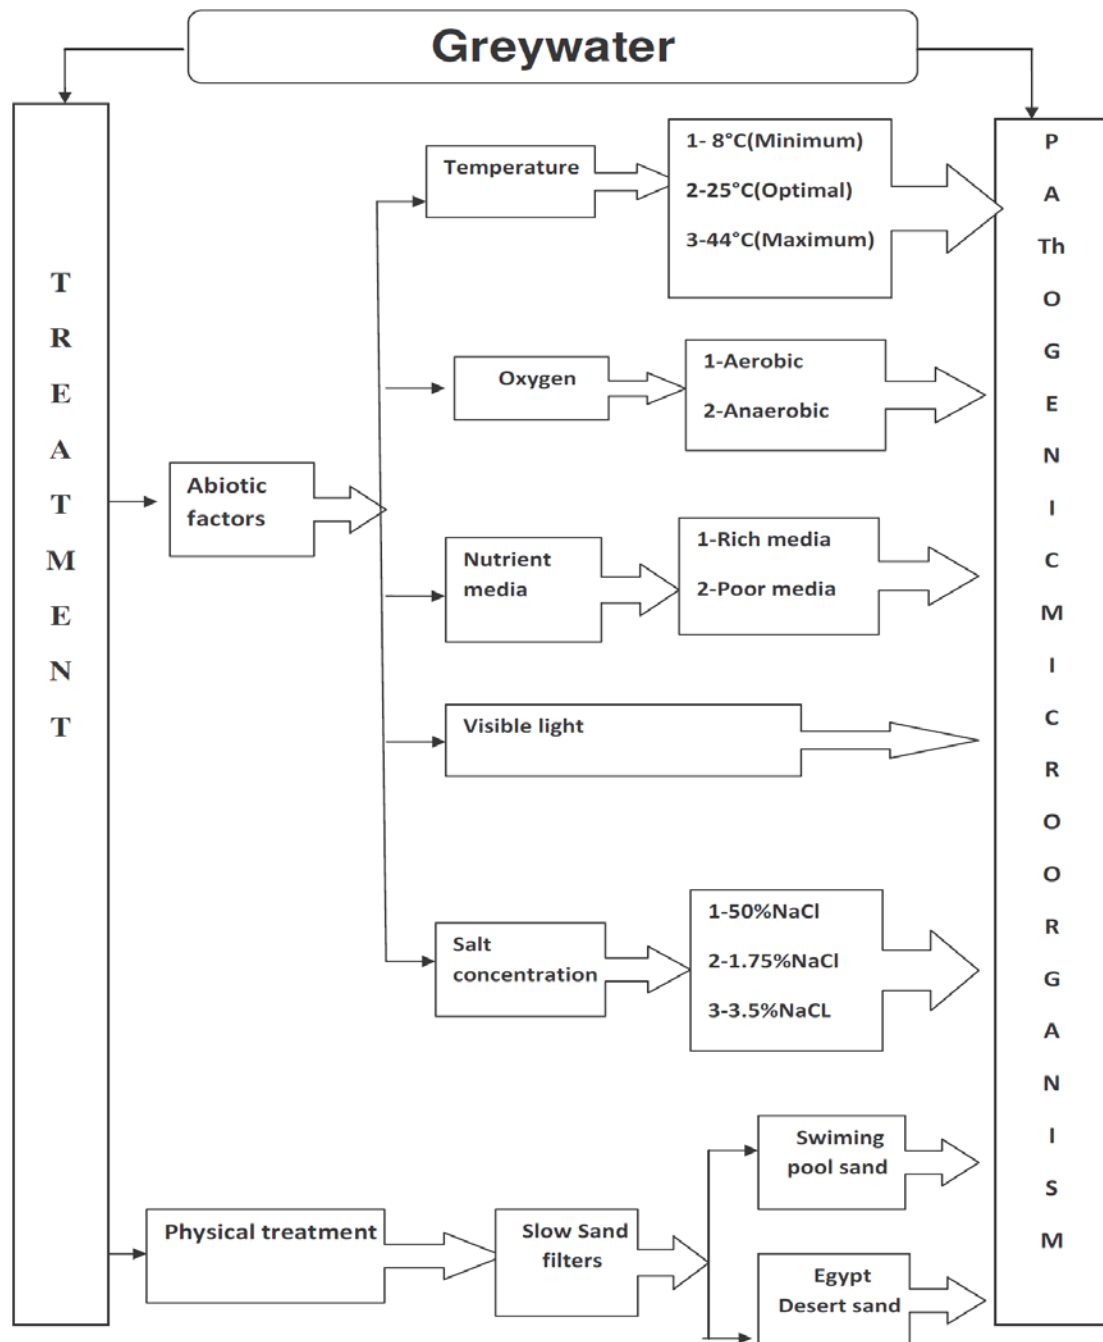 Greywater
TREATMENT
Abiotic
factors
Temperature
1- 8°C(Minimum)
2-25°C(Optimal)
3-44°C(Maximum)
Oxygen
1-Aerobic
2-Anaerobic
Nutrient
media
1-Rich media
2-Poor media
Visible light
Salt
concentration
1-50%NaCl
2-1.75%NaCl
3-3.5%NaCL
Physical treatment
Slow Sand
filters
Swiming
pool sand
Egypt
Desert sand
PAThOGENICMICROORGANISM